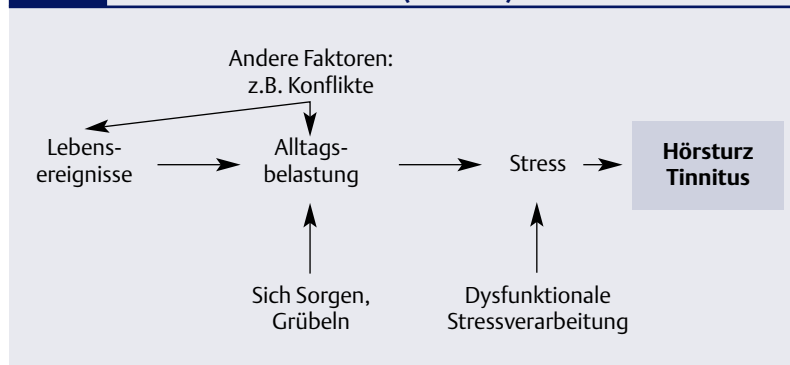 Andere Faktoren:
z.B. Konflikte
Lebens-
ereignisse
Alltags-
belastung
Stress
Hörsturz
Tinnitus
Sich Sorgen,
Grübeln
Dysfunktionale
Stressverarbeitung